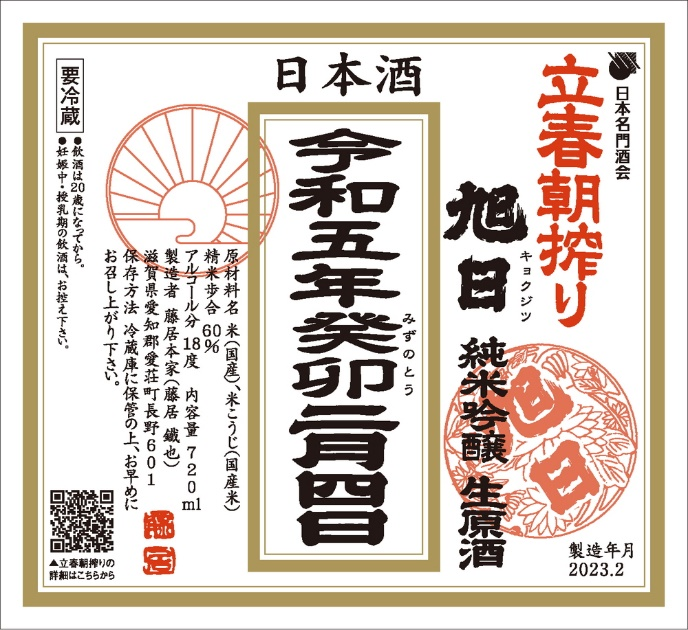 日本酒
日本名門酒会
立春朝搾り
旭日
キョクジツ
純米吟醸 生原酒
旭日
製造年月
2023.2
令和五年癸卯二月四日
みずのとう
原材料名 米(国産)、米こうじ(国産米)
精米歩合 60%
アルコール分 18度 内容量 720ml
製造者 藤居本家(藤居 鐵也)
滋賀県愛知郡愛荘町長野601
保存方法 冷蔵庫に保管の上、お早めに
お召し上がり下さい。
要冷蔵
●飲酒は20歳になってから。
●妊娠中・授乳期の飲酒は、お控え下さい。
▲立春朝搾りの
詳細はこちらから